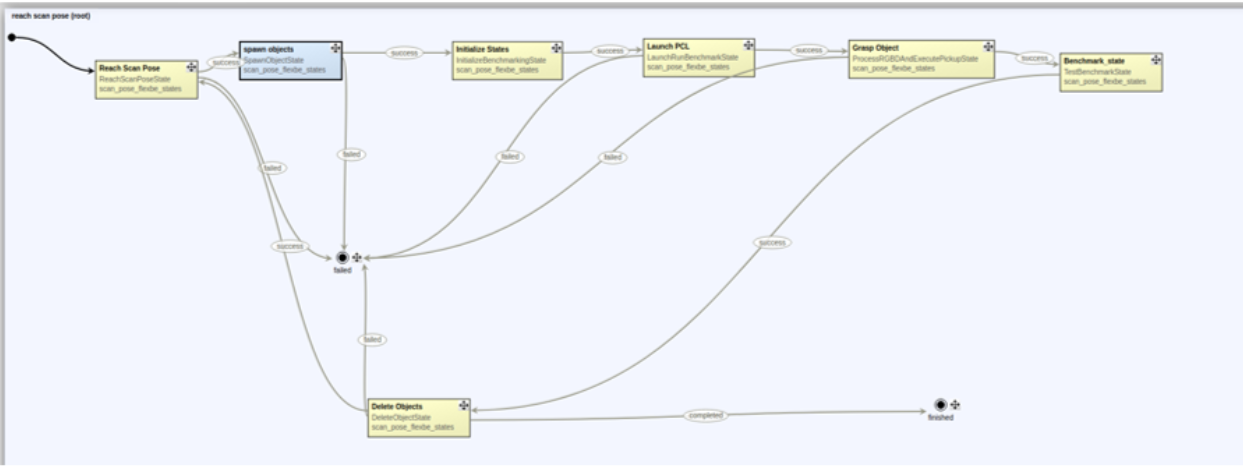 reach scan pose (root)
Reach Scan Pose
ReachScanPoseState
scan_pose_flexbe_states
success
spawn objects
SpawnObjectState
scan_pose_flexbe_states
success
Initialize States
InitializeBenchmarkingState
scan_pose_flexbe_states
success
Launch PCL
LaunchRunBenchmarkState
scan_pose_flexbe_states
success
Grasp Object
ProcessRGBDAndExecutePickupState
scan_pose_flexbe_states
success
Benchmark_state
TestBenchmarkState
scan_pose_flexbe_states
failed
failed
failed
failed
success
success
failed
failed
Delete Objects
DeleteObjectState
scan_pose_flexbe_states
completed
finished